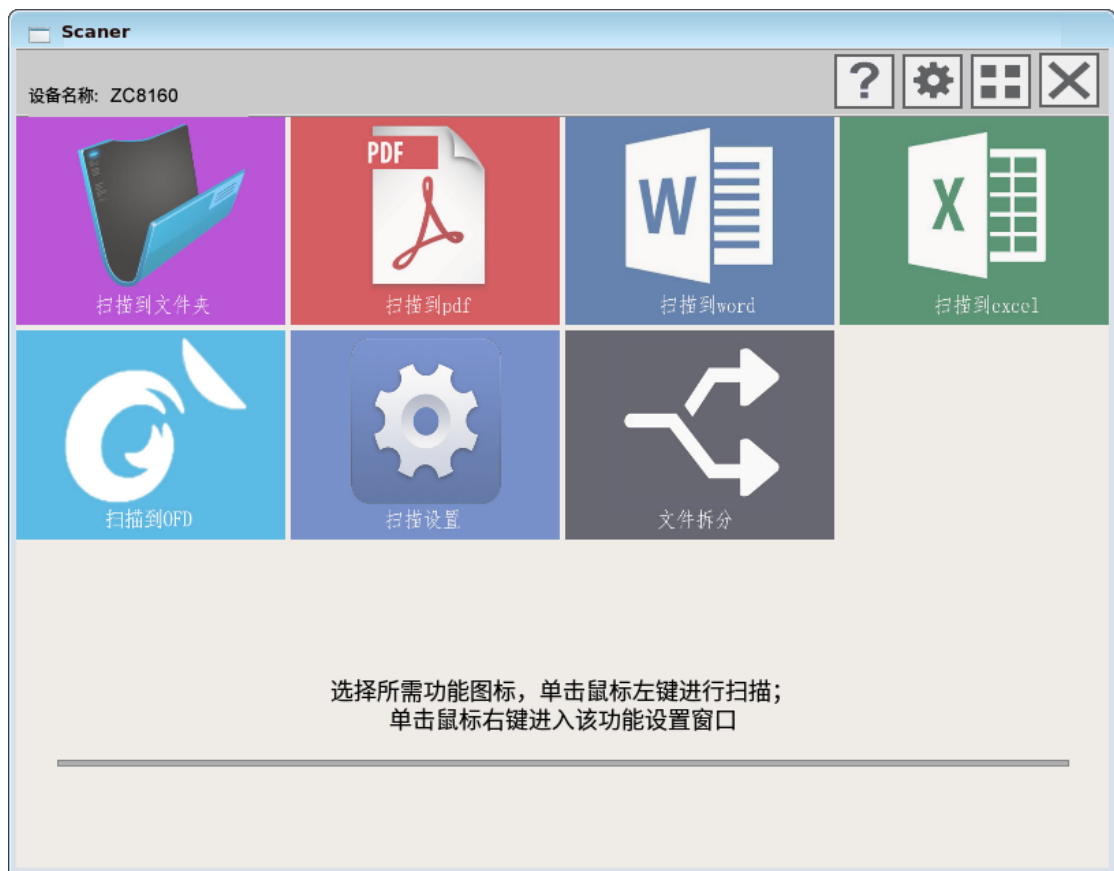 Scaner
设备名称: ZC8160
?
PDF
W
X
扫描到文件夹
扫描到pdf
扫描到word
扫描到excel
扫描到OFD
扫描设置
文件拆分
选择所需功能图标，单击鼠标左键进行扫描；
单击鼠标右键进入该功能设置窗口